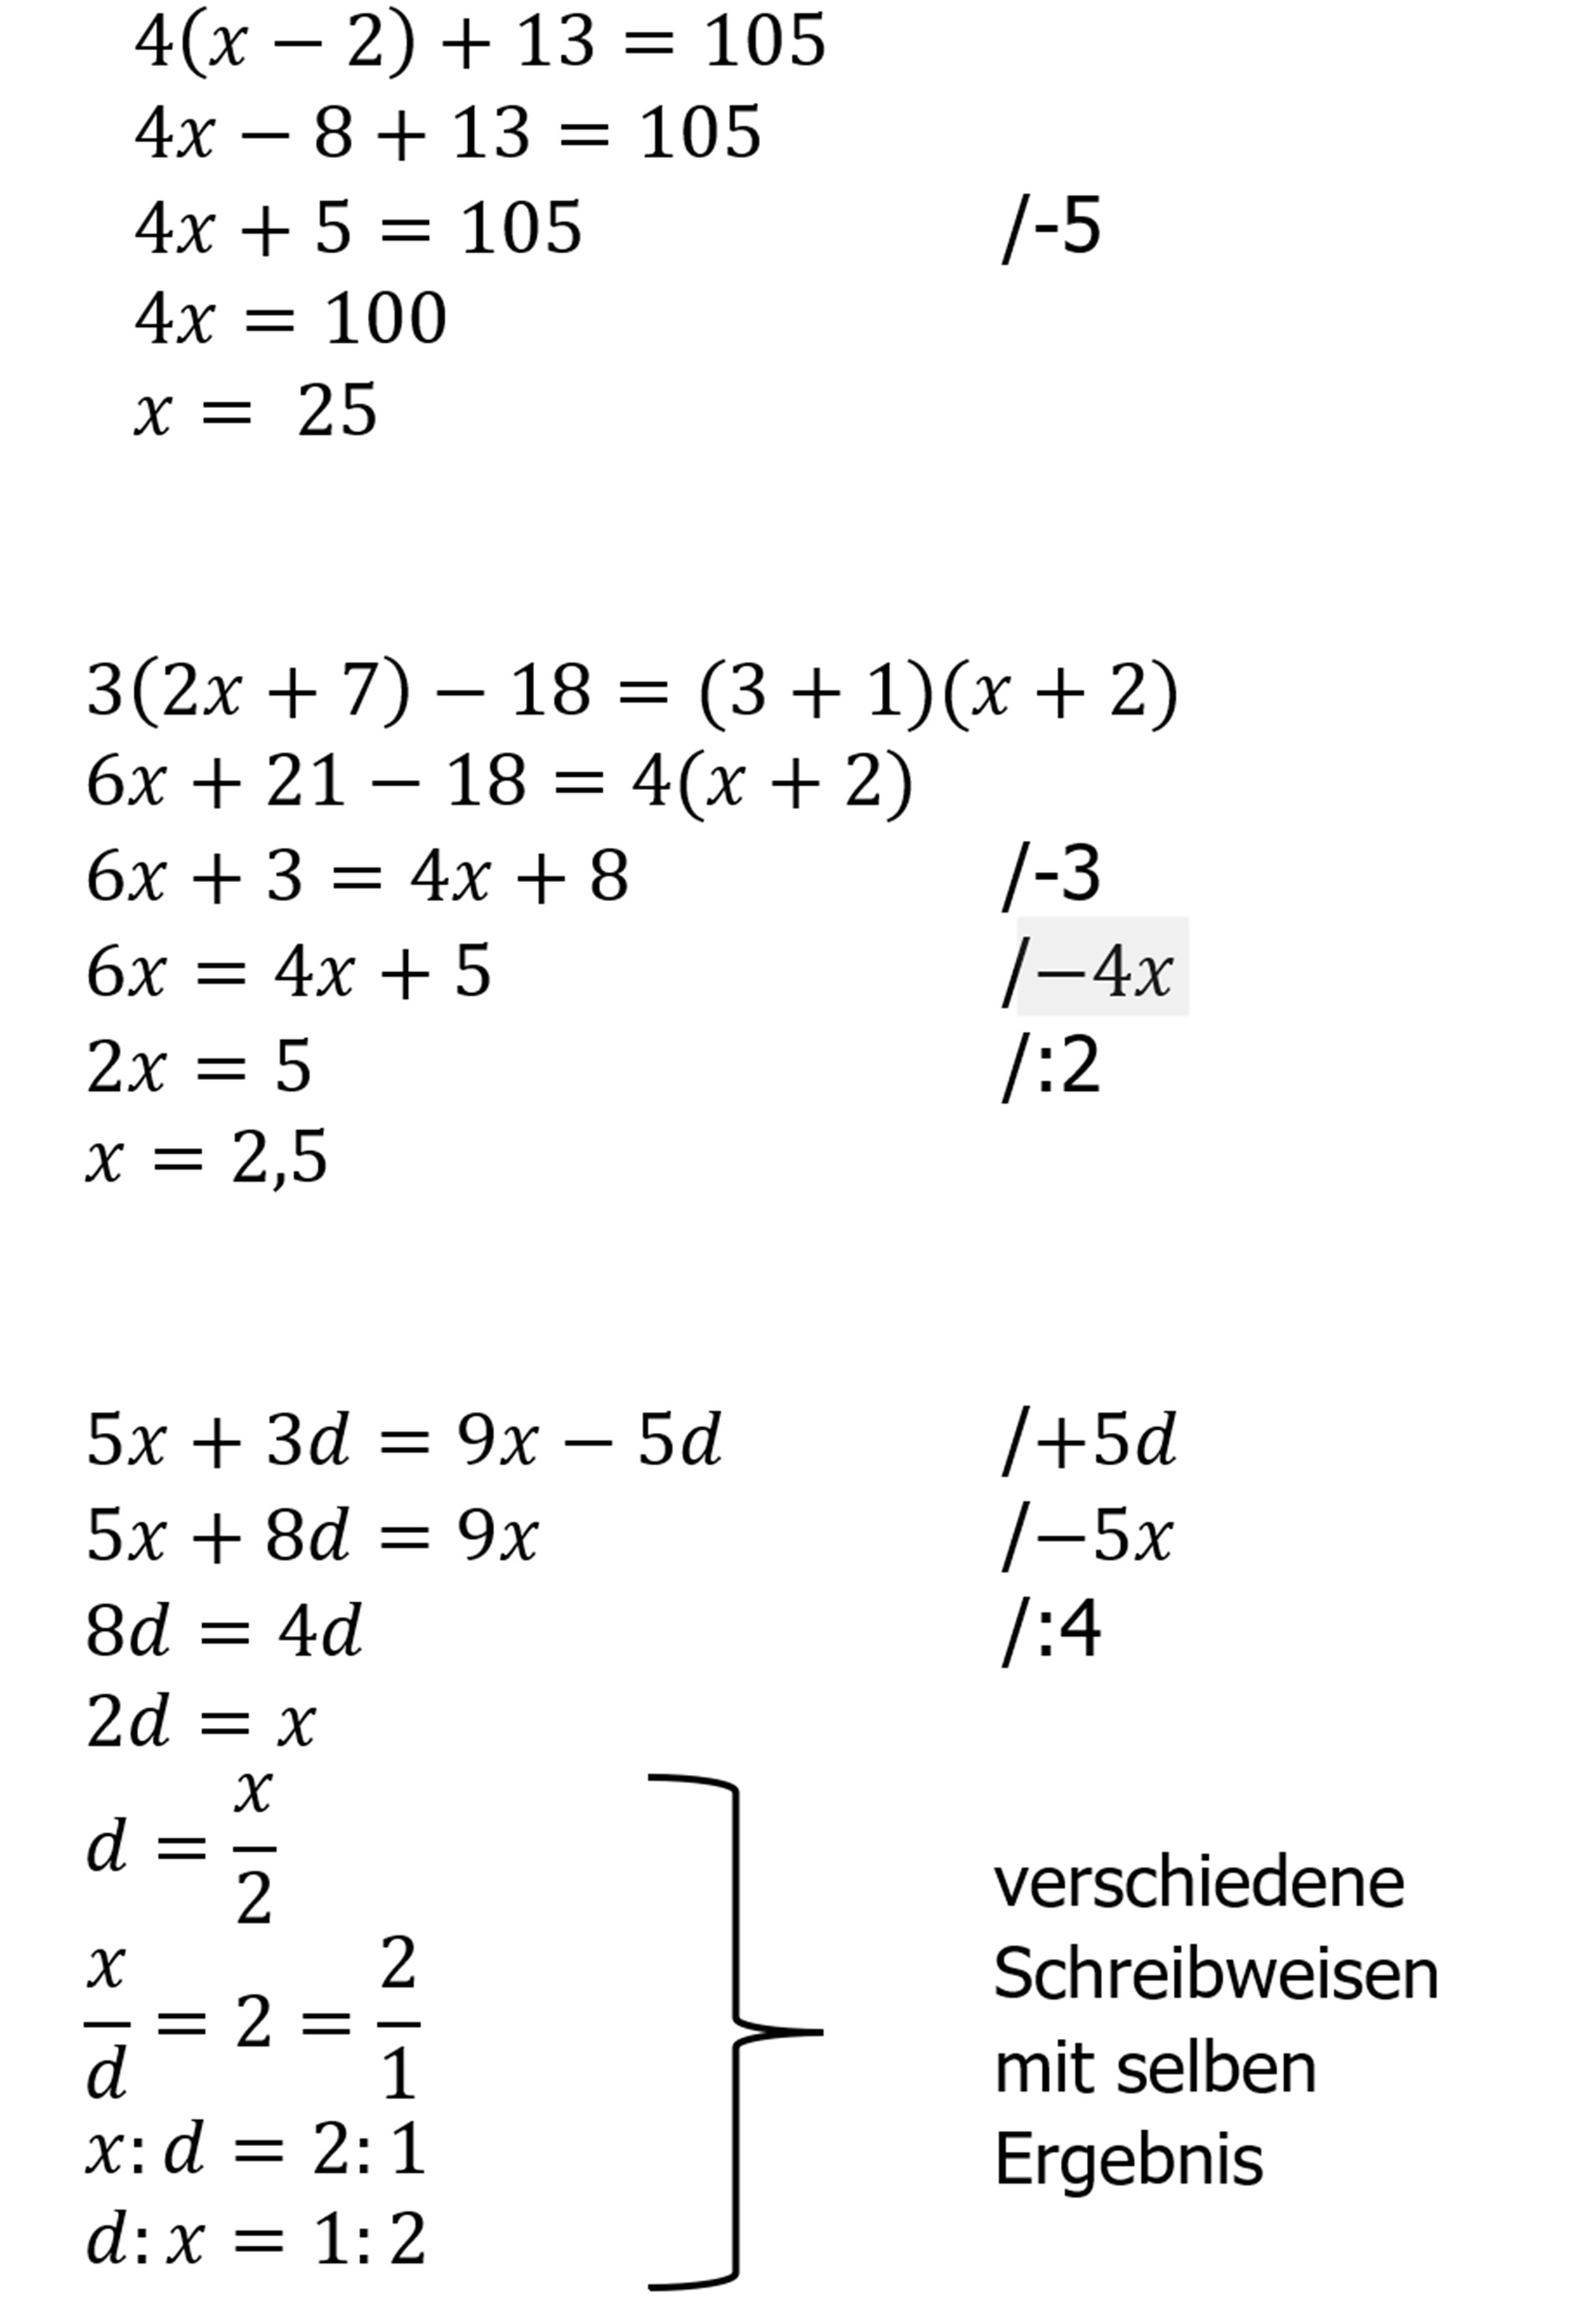 4(x − 2) + 13 = 105
4x − 8 + 13 = 105
4x + 5 = 105 /-5
4x = 100
x = 25
3(2x + 7) − 18 = (3 + 1)(x + 2)
6x + 21 − 18 = 4(x + 2)
6x + 3 = 4x + 8 /-3
6x = 4x + 5 /−4x
2x = 5 /:2
x = 2,5
5x + 3d = 9x − 5d /+5d
5x + 8d = 9x /−5x
8d = 4d /:4
2d = x
d = x/2
x/d = 2 = 2/1
x: d = 2: 1
d: x = 1: 2
verschiedene
Schreibweisen
mit selben
Ergebnis